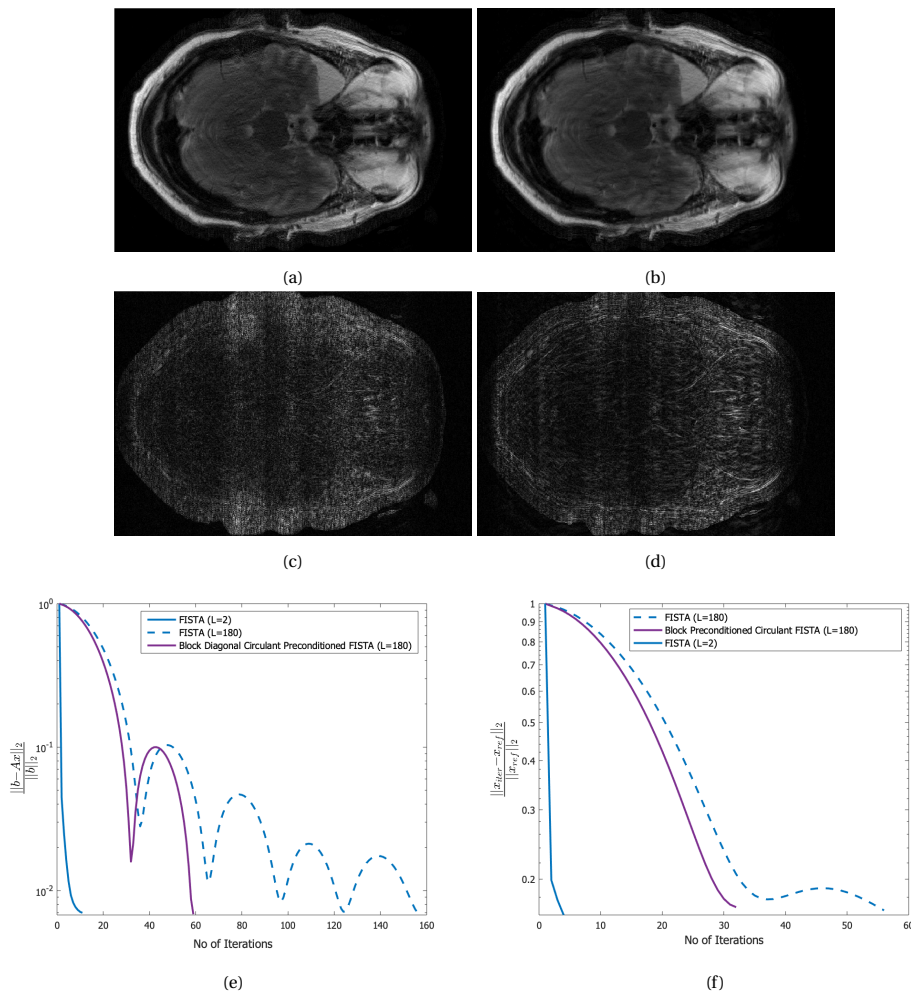 (a)
(b)
(c)
(d)
10^0
10^-1
10^-2
||b−Ax||_2
||b||_2
FISTA (L=2)
FISTA (L=180)
Block Diagonal Circulant Preconditioned FISTA (L=180)
0 20 40 60 80 100 120 140 160
No of Iterations
(e)
1
0.9
0.8
0.7
0.6
0.5
0.4
0.3
0.2
||x_iter−x_ref||_2
||x_ref||_2
FISTA (L=180)
Block Preconditioned Circulant FISTA (L=180)
FISTA (L=2)
0 10 20 30 40 50 60
No of Iterations
(f)